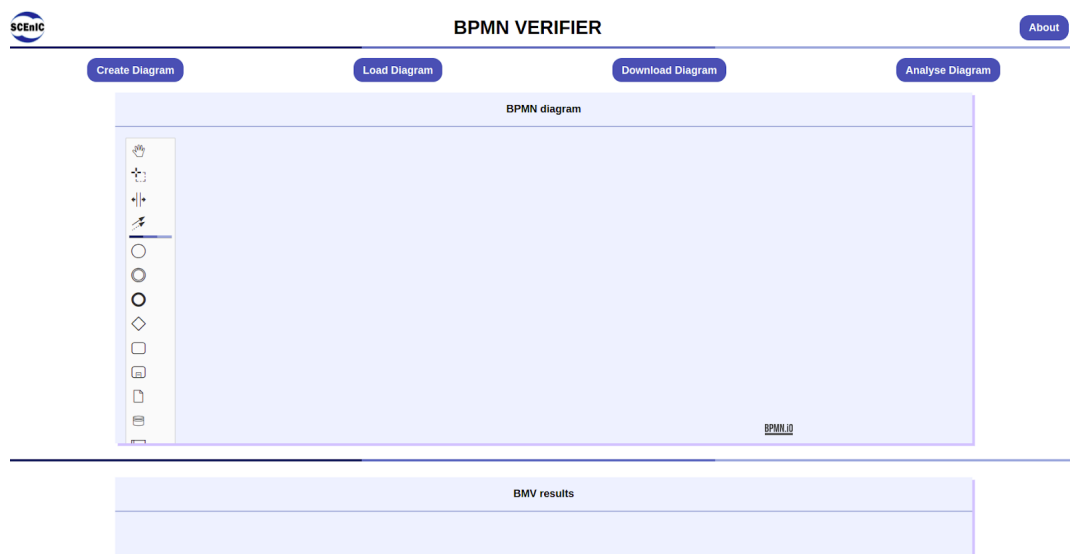 SCEnIC
BPMN VERIFIER
About
Create Diagram
Load Diagram
Download Diagram
Analyse Diagram
BPMN diagram
BPMN.iO
BMV results